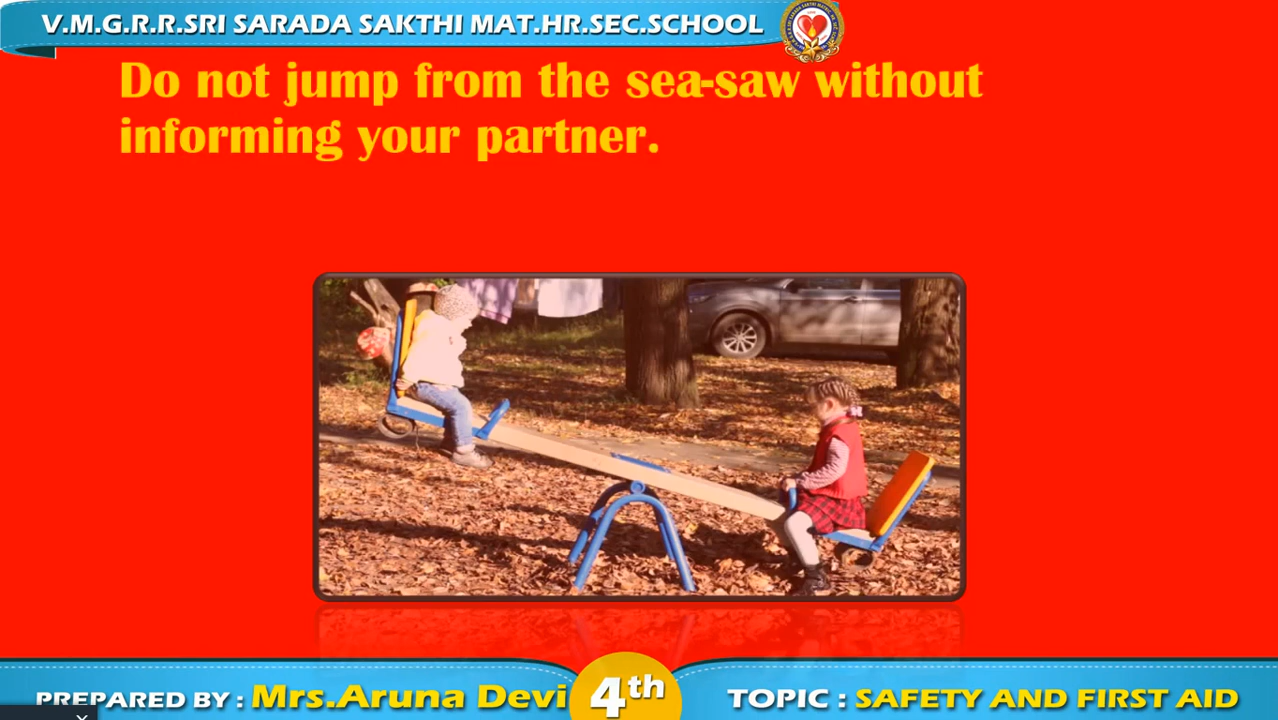 V.M.G.R.R.SRI SARADA SAKTHI MAT.HR.SEC.SCHOOL
Do not jump from the sea-saw without
informing your partner.
PREPARED BY : Mrs.Aruna Devi
4th
TOPIC : SAFETY AND FIRST AID